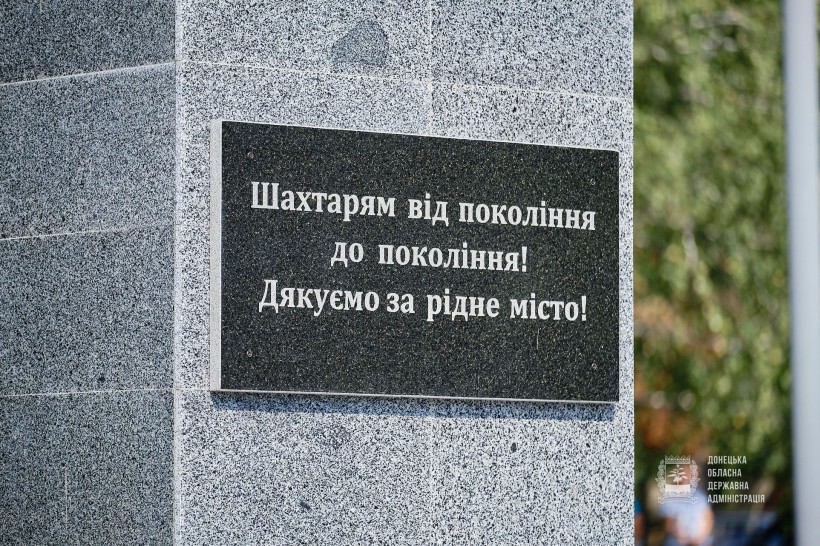 Шахтарям від покоління
до покоління!
Дякуємо за рідне місто!
ДОНЕЦЬКА
ОБЛАСНА
ДЕРЖАВНА
АДМІНІСТРАЦІЯ